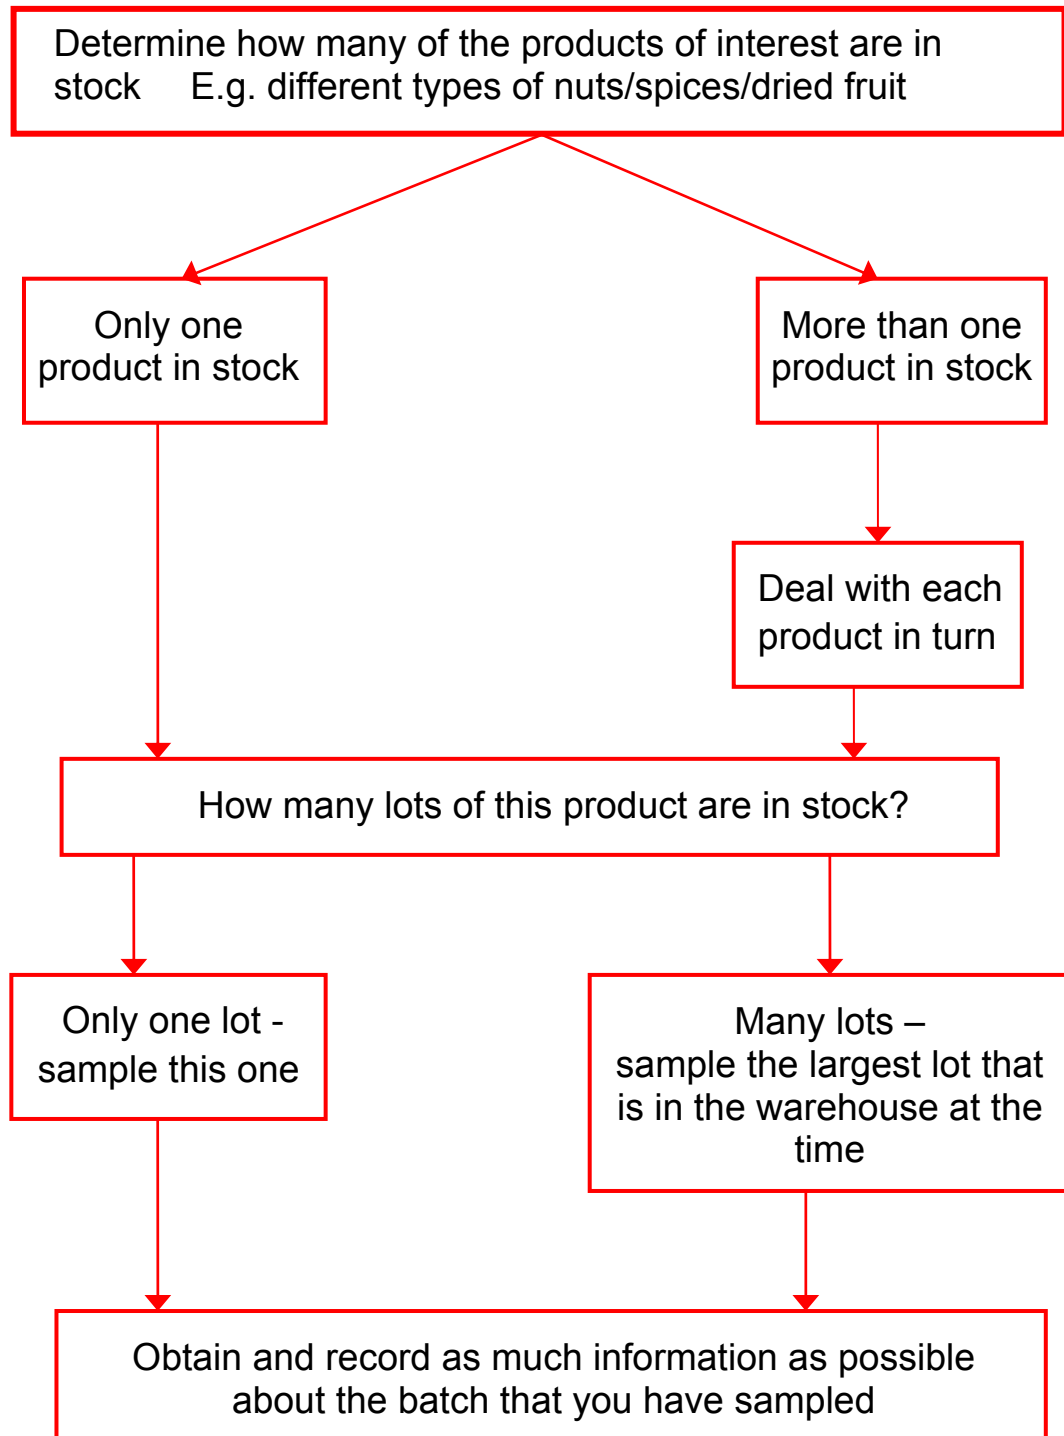 Determine how many of the products of interest are in
stock E.g. different types of nuts/spices/dried fruit
Only one
product in stock
More than one
product in stock
Deal with each
product in turn
How many lots of this product are in stock?
Only one lot -
sample this one
Many lots –
sample the largest lot that
is in the warehouse at the
time
Obtain and record as much information as possible
about the batch that you have sampled